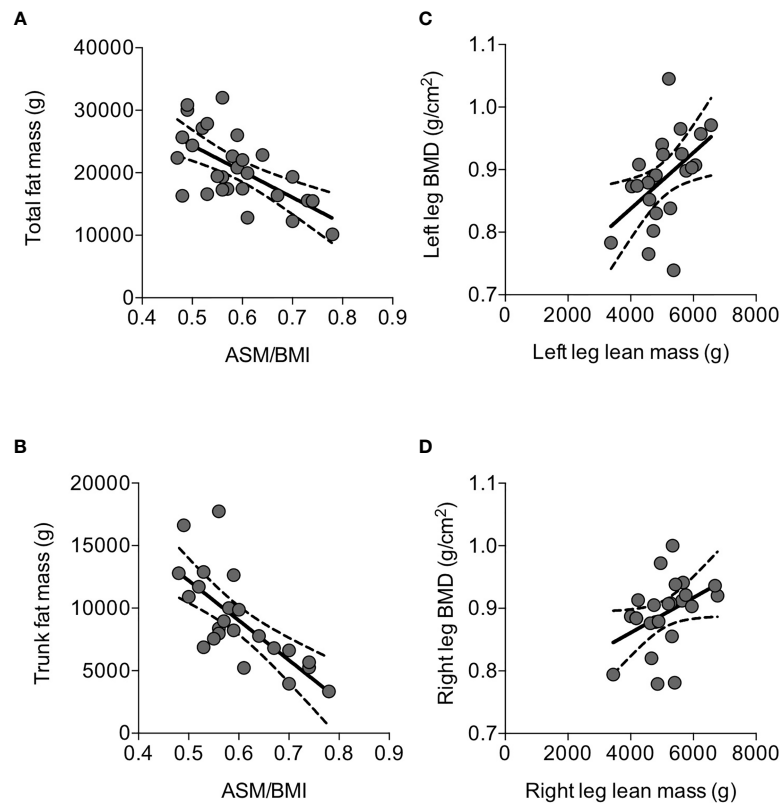 A
Total fat mass (g)
40000
30000
20000
10000
0
0.4 0.5 0.6 0.7 0.8 0.9
ASM/BMI
C
Left leg BMD (g/cm²)
1.1
1.0
0.9
0.8
0.7
0 2000 4000 6000 8000
Left leg lean mass (g)
B
Trunk fat mass (g)
20000
15000
10000
5000
0
0.4 0.5 0.6 0.7 0.8 0.9
ASM/BMI
D
Right leg BMD (g/cm²)
1.1
1.0
0.9
0.8
0.7
0 2000 4000 6000 8000
Right leg lean mass (g)